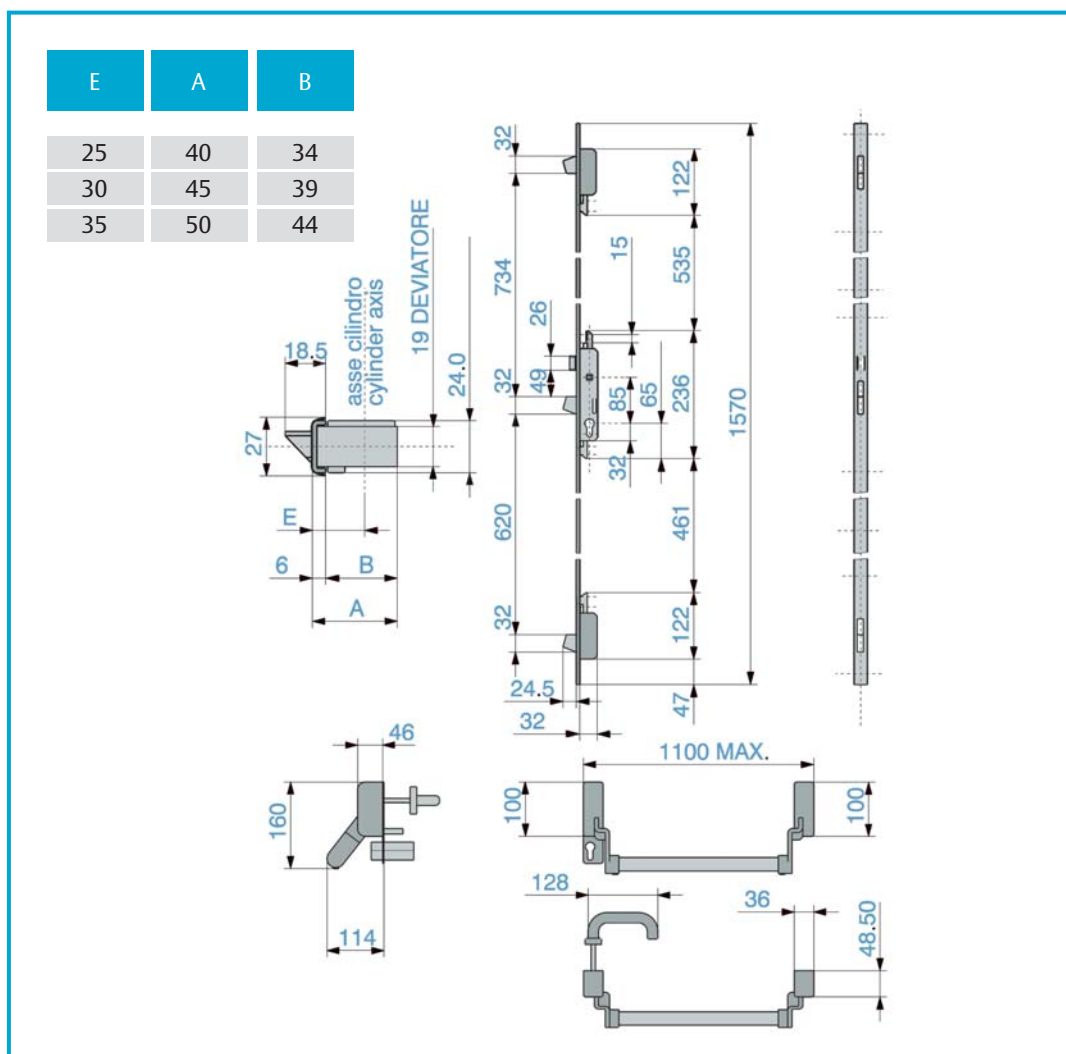 E A B
25 40 34
30 45 39
35 50 44
32
122
734
15
535
26
32
49
85
65
236
1570
32
620
461
32
122
24.5
47
32
18.5
asse cilindro
cylinder axis
19 DEVIATORE
24.0
27
E
6
B
A
46
160
114
1100 MAX.
100
100
128
36
48.50